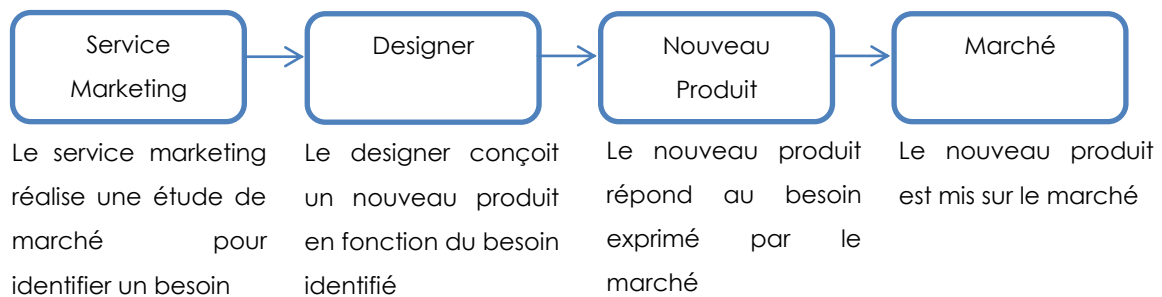 Service
Marketing
Designer
Nouveau
Produit
Marché
Le service marketing
réalise une étude de
marché pour
identifier un besoin
Le designer conçoit
un nouveau produit
en fonction du besoin
identifié
Le nouveau produit
répond au besoin
exprimé par le
marché
Le nouveau produit
est mis sur le marché